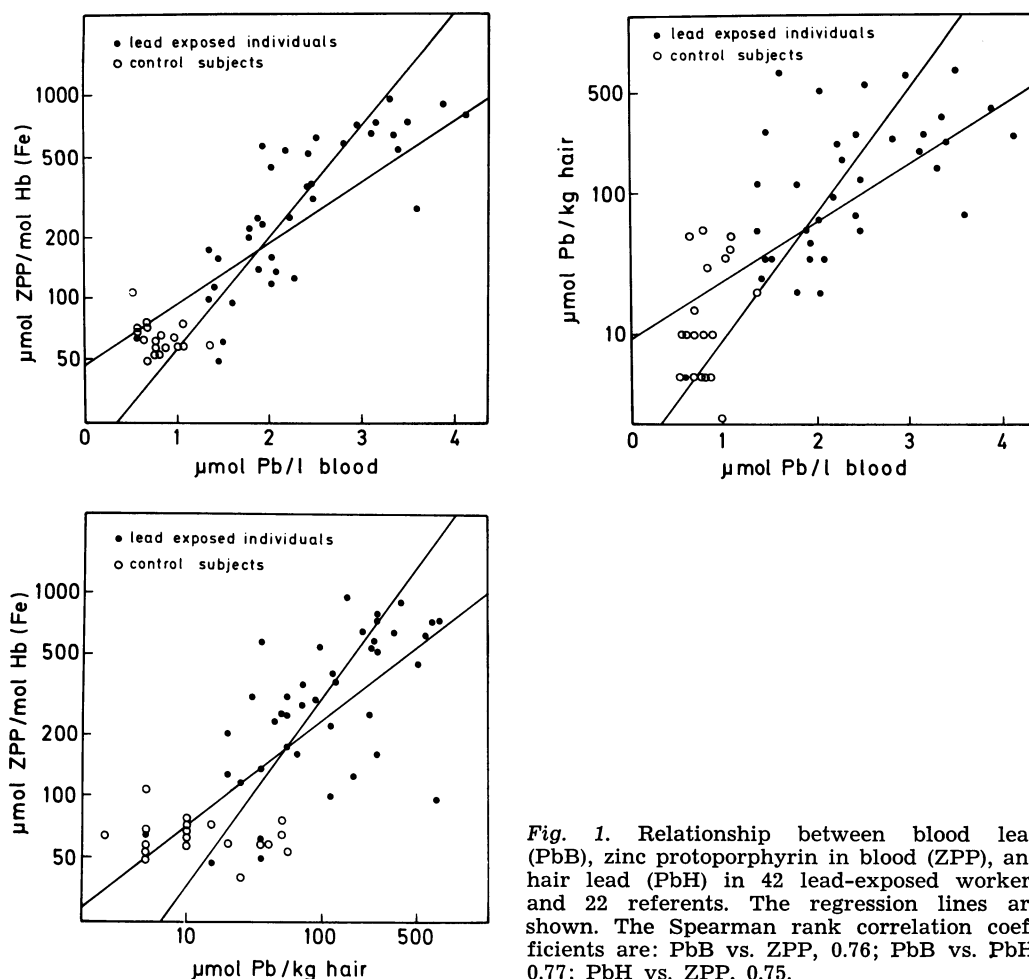 • lead exposed individuals
o control subjects
1000
500
200
100
50
µmol ZPP/mol Hb (Fe)
0 1 2 3 4
µmol Pb/l blood
• lead exposed individuals
o control subjects
500
100
10
µmol Pb/kg hair
0 1 2 3 4
µmol Pb/l blood
• lead exposed individuals
o control subjects
1000
500
200
100
50
µmol ZPP/mol Hb (Fe)
10 100 500
µmol Pb/kg hair
Fig. 1. Relationship between blood lea
(PbB), zinc protoporphyrin in blood (ZPP), an
hair lead (PbH) in 42 lead-exposed worker
and 22 referents. The regression lines ar
shown. The Spearman rank correlation coef
ficients are: PbB vs. ZPP, 0.76; PbB vs. PbH
0.77; PbH vs. ZPP, 0.75.